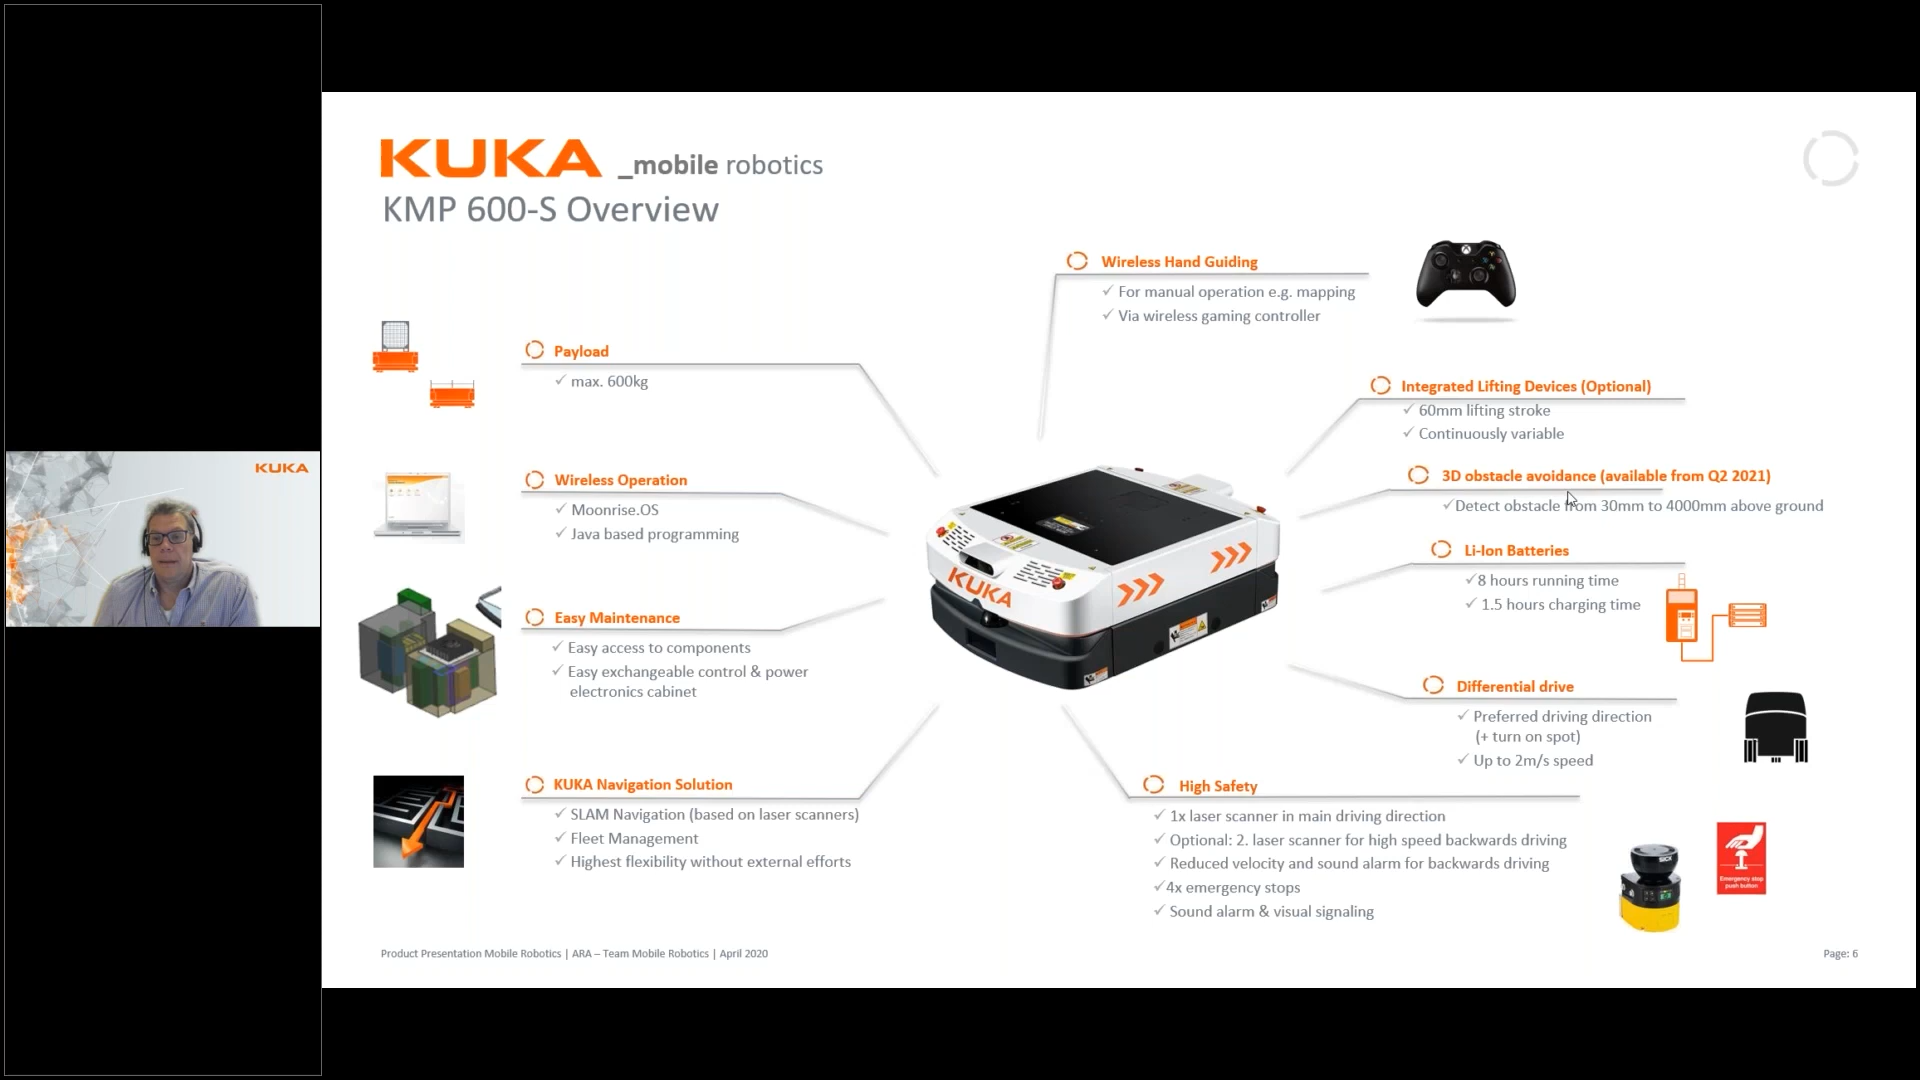 KUKA
KUKA _mobile robotics
KMP 600-S Overview
Wireless Hand Guiding
✓ For manual operation e.g. mapping
✓ Via wireless gaming controller
Payload
✓ max. 600kg
Wireless Operation
✓ Moonrise.OS
✓ Java based programming
Easy Maintenance
✓ Easy access to components
✓ Easy exchangeable control & power
electronics cabinet
KUKA Navigation Solution
✓ SLAM Navigation (based on laser scanners)
✓ Fleet Management
✓ Highest flexibility without external efforts
KUKA
Integrated Lifting Devices (Optional)
✓ 60mm lifting stroke
✓ Continuously variable
3D obstacle avoidance (available from Q2 2021)
✓Detect obstacle from 30mm to 4000mm above ground
Li-Ion Batteries
✓8 hours running time
✓ 1.5 hours charging time
Differential drive
✓ Preferred driving direction
(+ turn on spot)
✓ Up to 2m/s speed
High Safety
✓ 1x laser scanner in main driving direction
✓ Optional: 2. laser scanner for high speed backwards driving
✓ Reduced velocity and sound alarm for backwards driving
✓4x emergency stops
✓ Sound alarm & visual signaling
SICK
Emergency stop
push button
Product Presentation Mobile Robotics | ARA – Team Mobile Robotics | April 2020
Page: 6